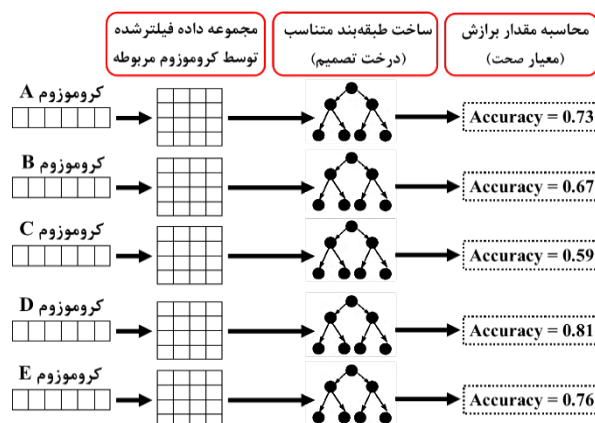 مجموعه داده فیلترشده
توسط کروموزوم مربوطه
ساخت طبقه‌بند متناسب
(درخت تصمیم)
محاسبه مقدار برازش
(معیار صحت)
کروموزوم A
Accuracy = 0.73
کروموزوم B
Accuracy = 0.67
کروموزوم C
Accuracy = 0.59
کروموزوم D
Accuracy = 0.81
کروموزوم E
Accuracy = 0.76